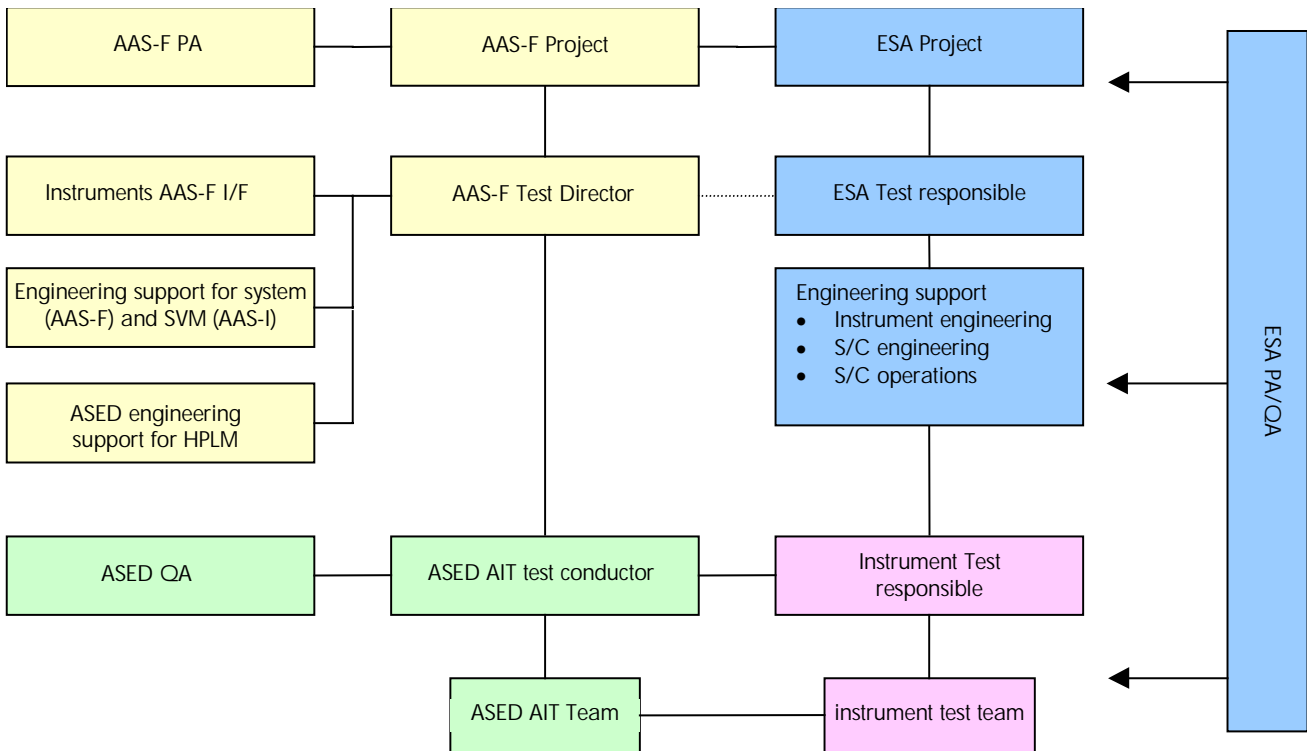 AAS-F PA
AAS-F Project
ESA Project
Instruments AAS-F I/F
AAS-F Test Director
ESA Test responsible
Engineering support for system
(AAS-F) and SVM (AAS-I)
Engineering support
• Instrument engineering
• S/C engineering
• S/C operations
ASED engineering
support for HPLM
ESA PA/QA
ASED QA
ASED AIT test conductor
Instrument Test
responsible
ASED AIT Team
instrument test team